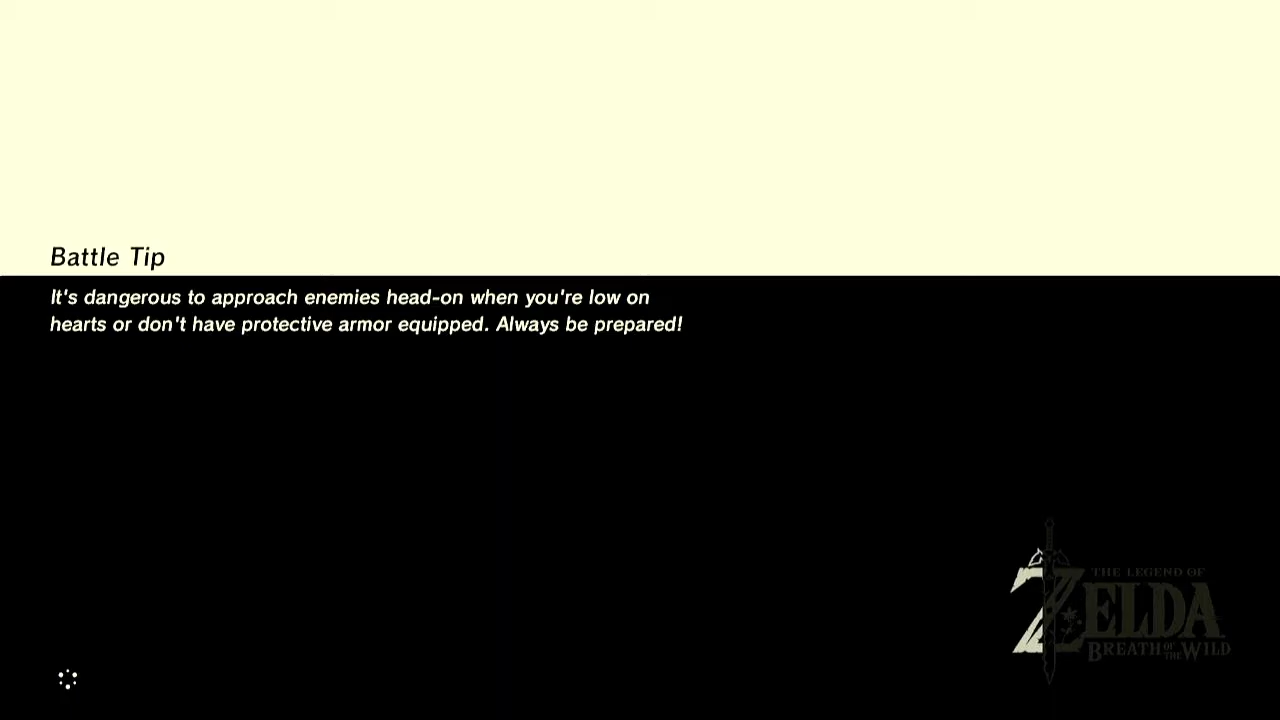 Battle Tip
It's dangerous to approach enemies head-on when you're low on
hearts or don't have protective armor equipped. Always be prepared!
THE LEGEND OF
ZELDA
BREATH OF THE WILD